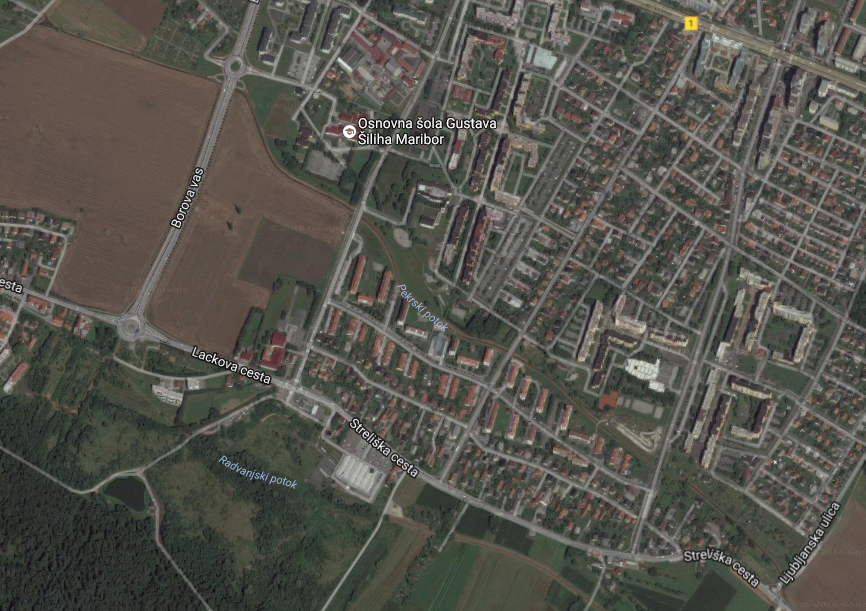 1
Osnovna šola Gustava
Šiliha Maribor
Borova vas
esta
Pekrski potok
Lackova cesta
Streliška cesta
Radvanjski potok
Streliška cesta
Ljubljanska ulica